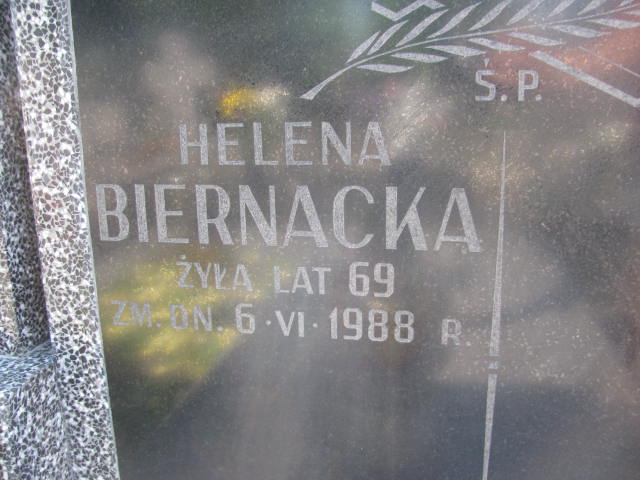 Ś.P.
HELENA
BIERNACKA
ŻYŁA LAT 69
ZM. DN. 6·VI·1988 R.